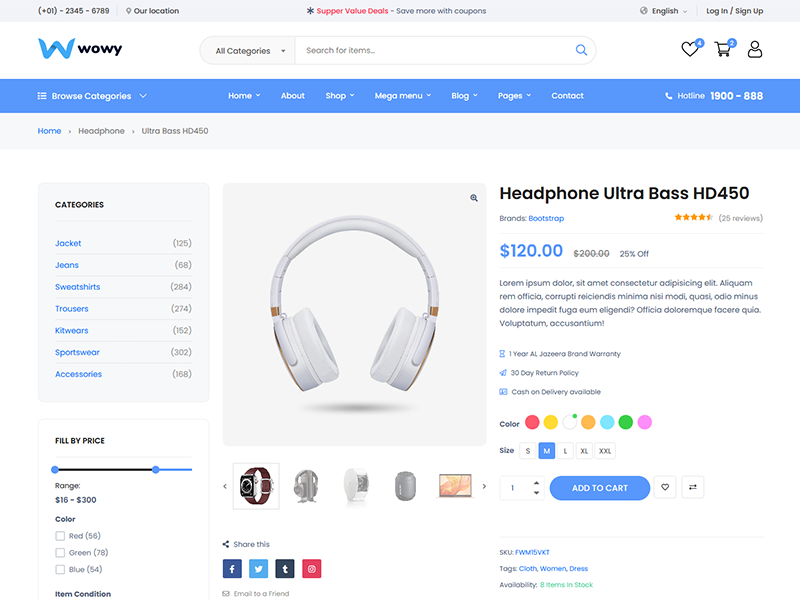 (+01) - 2345 - 6789
Our location
Supper Value Deals - Save more with coupons
English
Log In / Sign Up
wowy
All Categories
Search for items...
4
2
Browse Categories
Home
About
Shop
Mega menu
Blog
Pages
Contact
Hotline 1900 - 888
Home › Headphone › Ultra Bass HD450
CATEGORIES
Jacket (125)
Jeans (68)
Sweatshirts (284)
Trousers (274)
Kitwears (152)
Sportswear (302)
Accessories (168)
FILL BY PRICE
Range:
$16 - $300
Color
Red (56)
Green (78)
Blue (54)
Item Condition
Share this
Email to a Friend
Headphone Ultra Bass HD450
Brands: Bootstrap
(25 reviews)
$120.00 $200.00 25% Off
Lorem ipsum dolor, sit amet consectetur adipisicing elit. Aliquam
rem officia, corrupti reiciendis minima nisi modi, quasi, odio minus
dolore impedit fuga eum eligendi? Officia doloremque facere quia.
Voluptatum, accusantium!
1 Year AL Jazeera Brand Warranty
30 Day Return Policy
Cash on Delivery available
Color
Size S M L XL XXL
1
ADD TO CART
SKU: FWM15VKT
Tags: Cloth, Women, Dress
Availability: 8 Items In Stock